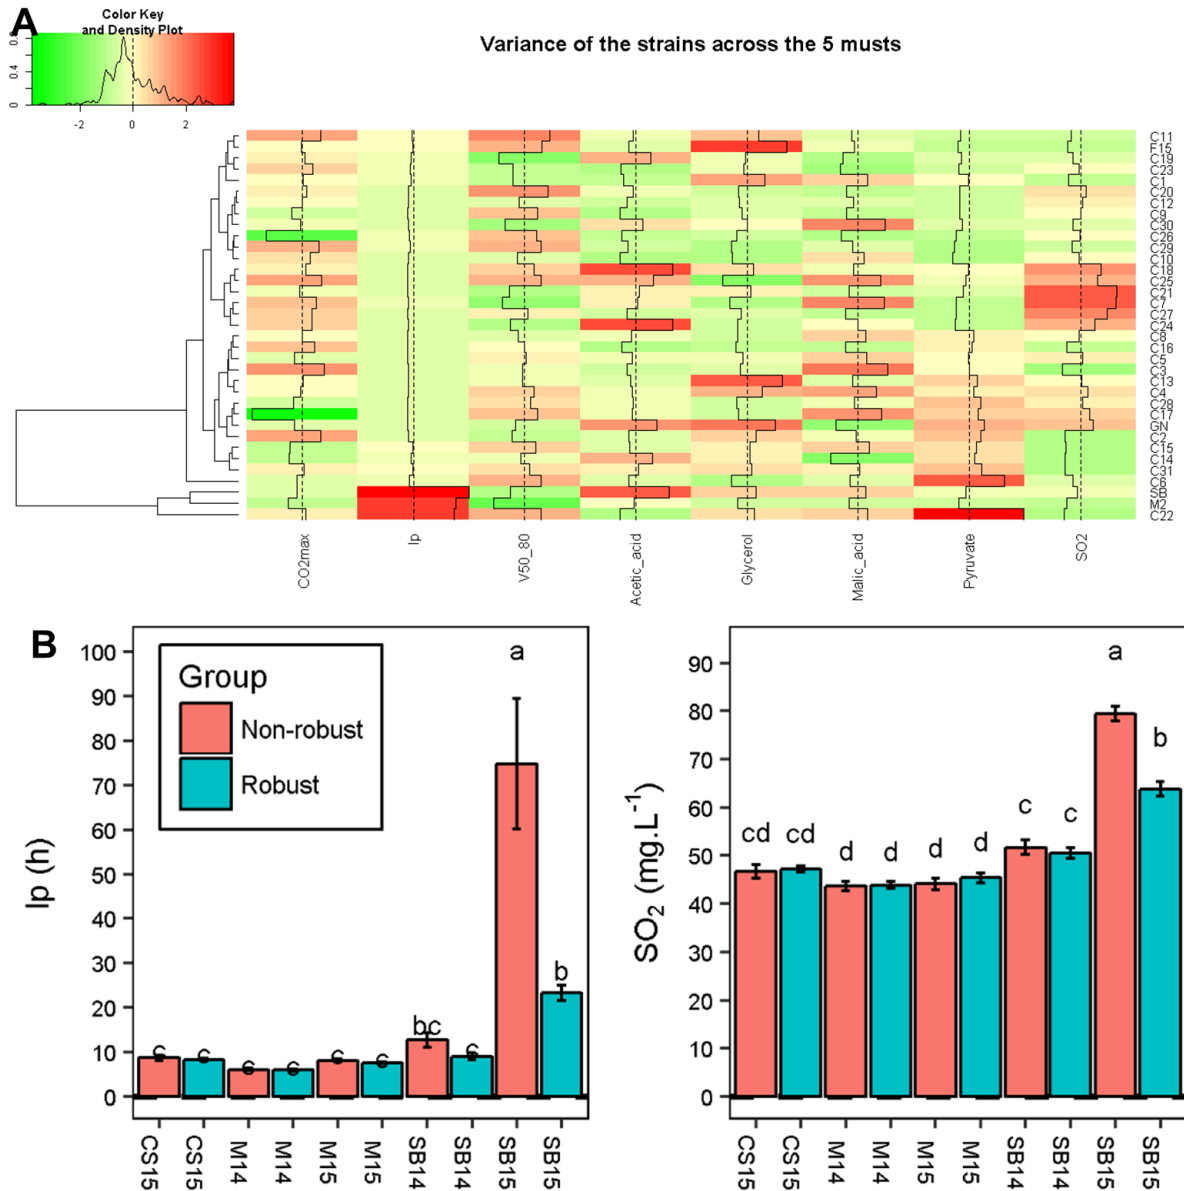 A
Color Key
and Density Plot
0 0.4 0.8
-2 0 2
Variance of the strains across the 5 musts
C11
F15
C19
C23
C1
C20
C12
C9
C30
C26
C29
C10
C18
C25
C21
C7
C27
C24
C8
C16
C5
C3
C13
C4
C28
C17
GN
C2
C15
C14
C31
C6
SB
M2
C22
CO2max Ip V50_80 Acetic_acid Glycerol Malic_acid Pyruvate SO2
B
Ip (h)
100
90
80
70
60
50
40
30
20
10
0
Group
Non-robust
Robust
c c c c c c bc c a b
CS15 CS15 M14 M14 M15 M15 SB14 SB14 SB15 SB15
SO2 (mg.L-1)
90
80
70
60
50
40
30
20
10
0
cd cd d d d d c c a b
CS15 CS15 M14 M14 M15 M15 SB14 SB14 SB15 SB15